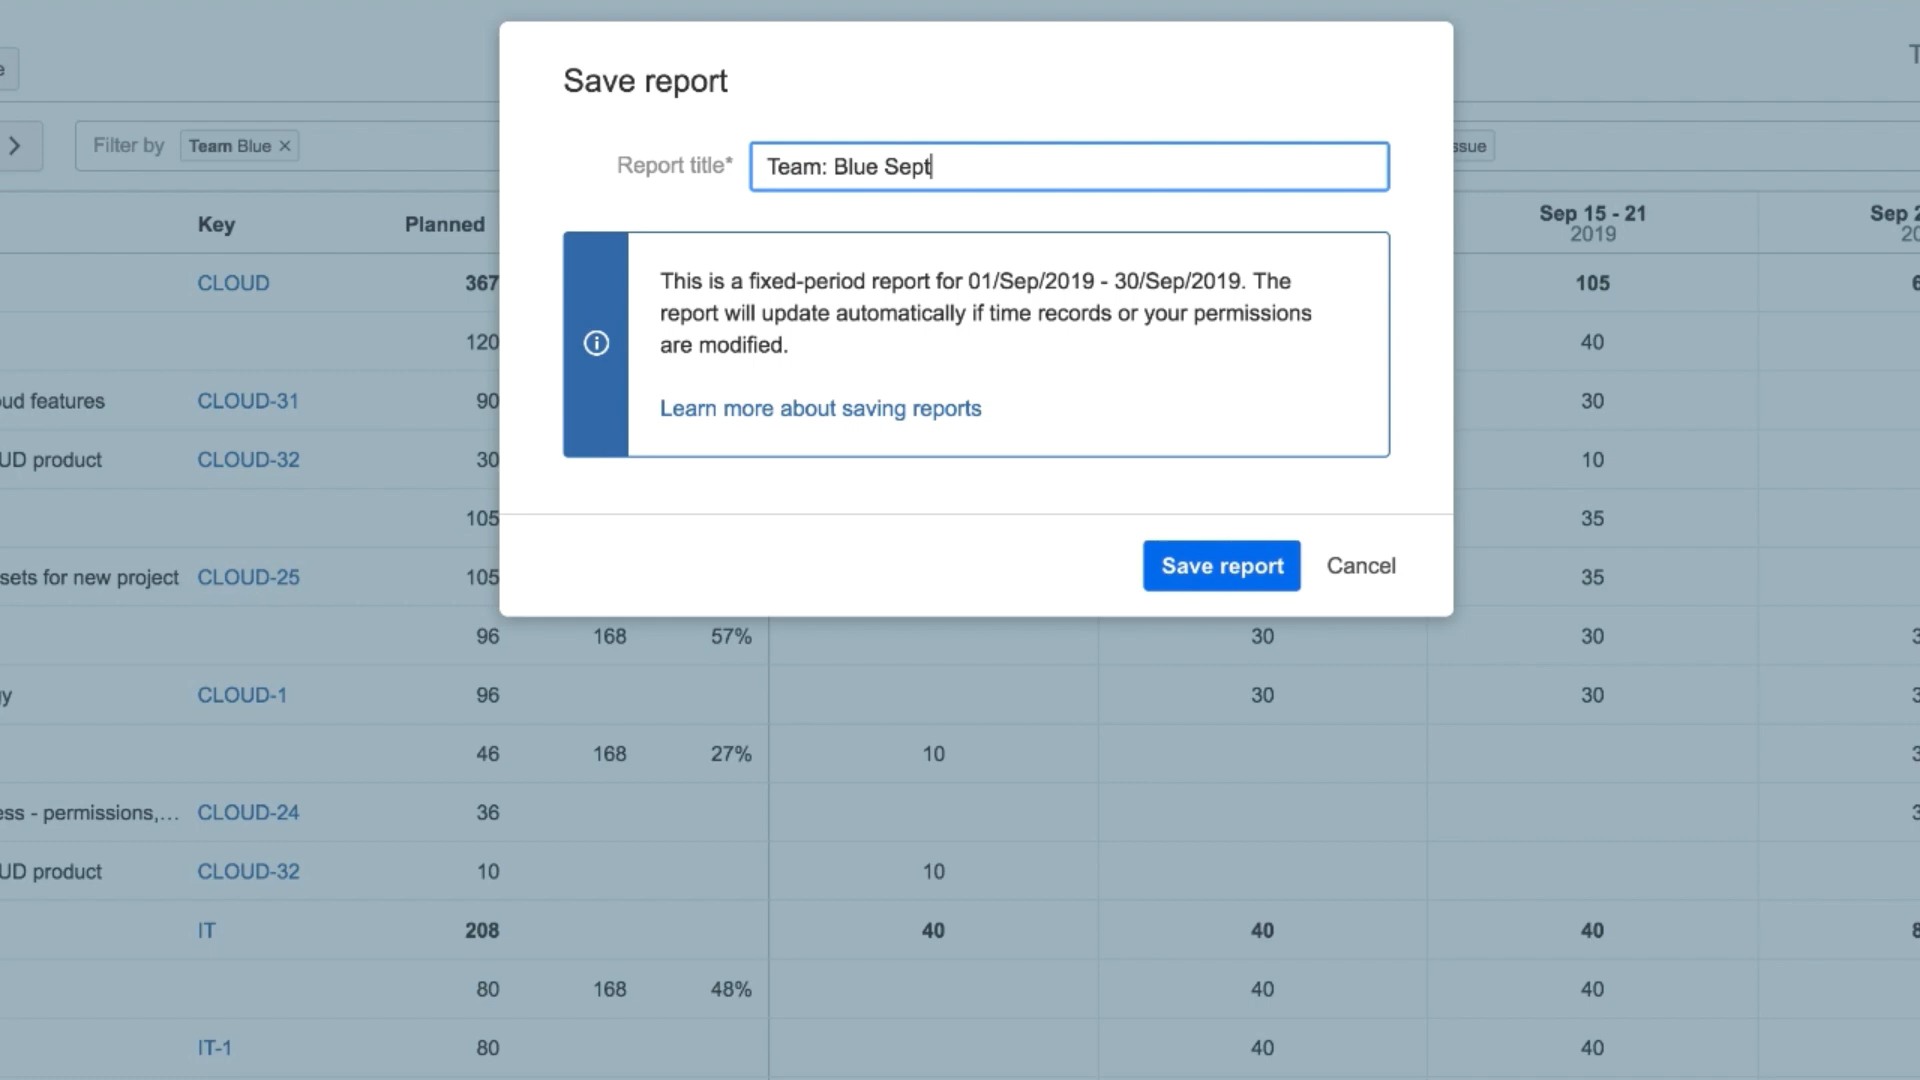 Save report
Report title*
Team: Blue Sept
This is a fixed-period report for 01/Sep/2019 - 30/Sep/2019. The
report will update automatically if time records or your permissions
are modified.
Learn more about saving reports
Save report Cancel
Filter by Team Blue ×
Key Planned Sep 15 - 21
2019
CLOUD 367 105
120 40
features CLOUD-31 90 30
product CLOUD-32 30 10
105 35
for new project CLOUD-25 105 35
96 168 57% 30 30
CLOUD-1 96 30 30
46 168 27% 10
- permissions,... CLOUD-24 36
product CLOUD-32 10 10
IT 208 40 40 40
80 168 48% 40 40
IT-1 80 40 40